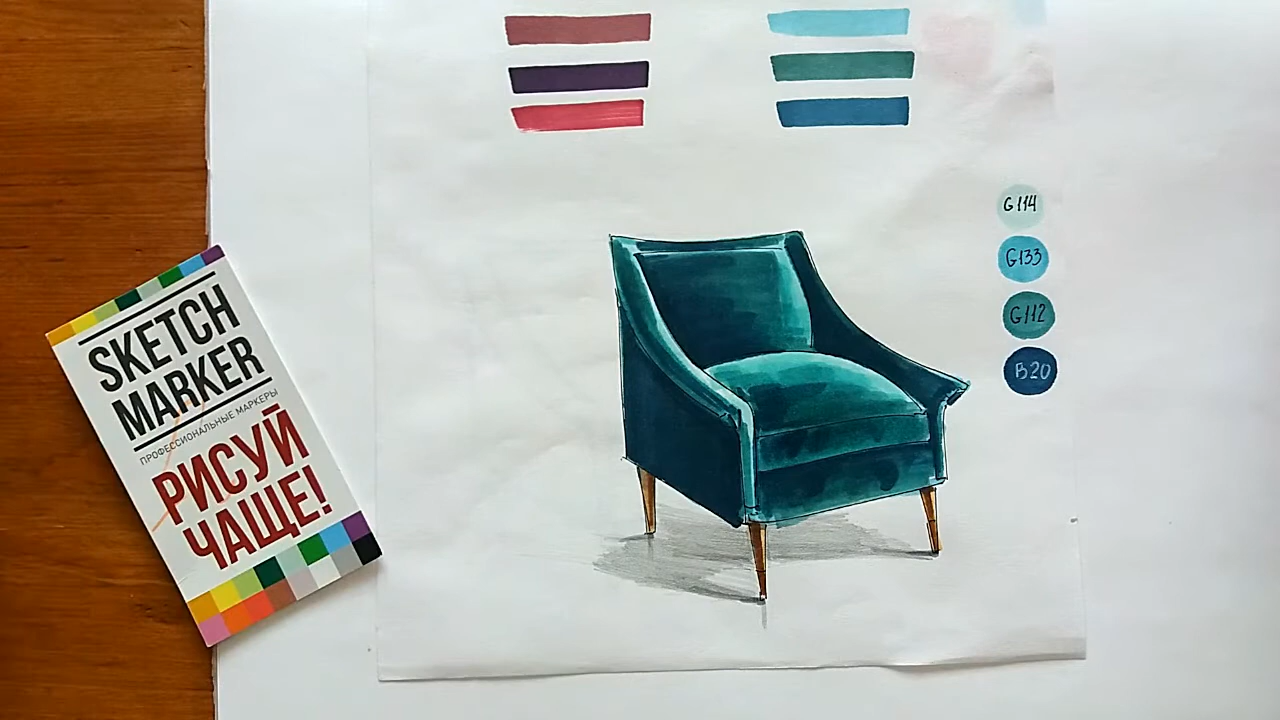 SKETCH
MARKER
ПРОФЕССИОНАЛЬНЫЕ МАРКЕРЫ
РИСУЙ
ЧАЩЕ!
G114
G133
G112
B20